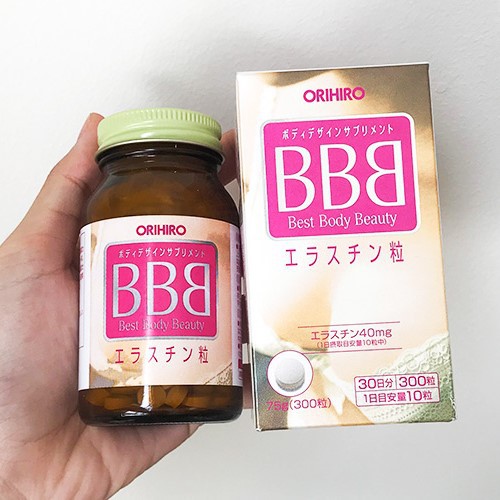 ORIHIRO
ボディデザインサプリメント
BBB
Best Body Beauty
エラスチン粒
ORIHIRO
ボディデザインサプリメント
BBB
Best Body Beauty
エラスチン粒
エラスチン40mg
(1日摂取目安量10粒中)
75g(300粒)
30日分 300粒
1日目安量10粒